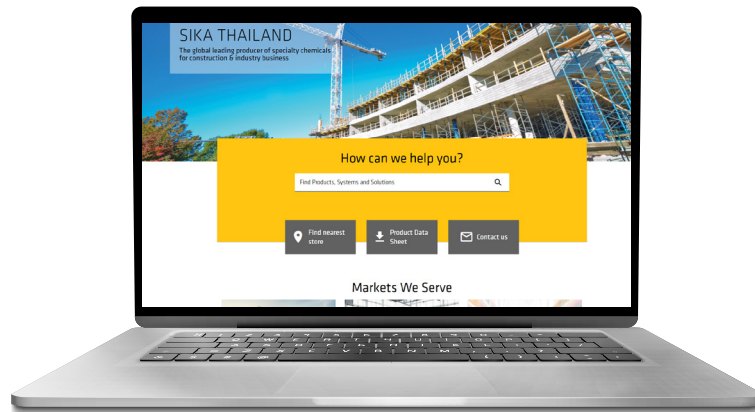 SIKA THAILAND
The global leading producer of specialty chemicals
for construction & industry business
How can we help you?
Find Products, Systems and Solutions
Find nearest
store
Product Data
Sheet
Contact us
Markets We Serve